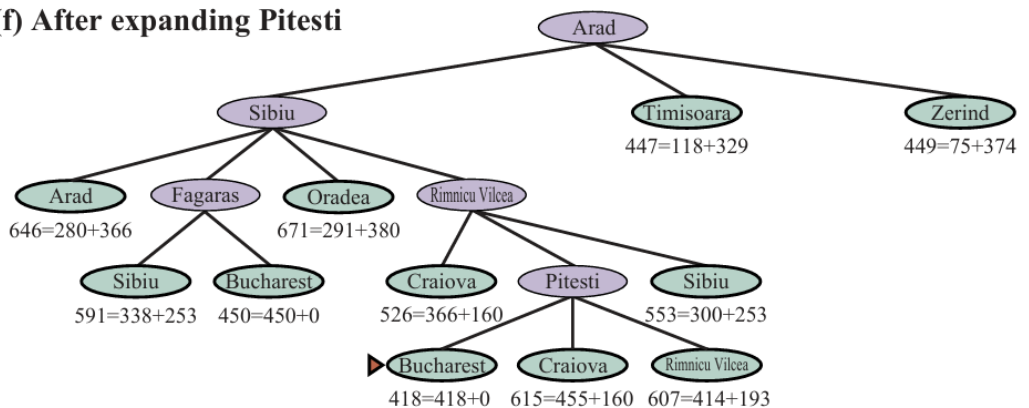 (f) After expanding Pitesti
Arad
Sibiu
Timisoara
Zerind
447=118+329
449=75+374
Arad
Fagaras
Oradea
Rimnicu Vilcea
646=280+366
671=291+380
Sibiu
Bucharest
Craiova
Pitesti
Sibiu
591=338+253
450=450+0
526=366+160
553=300+253
Bucharest
Craiova
Rimnicu Vilcea
418=418+0
615=455+160
607=414+193